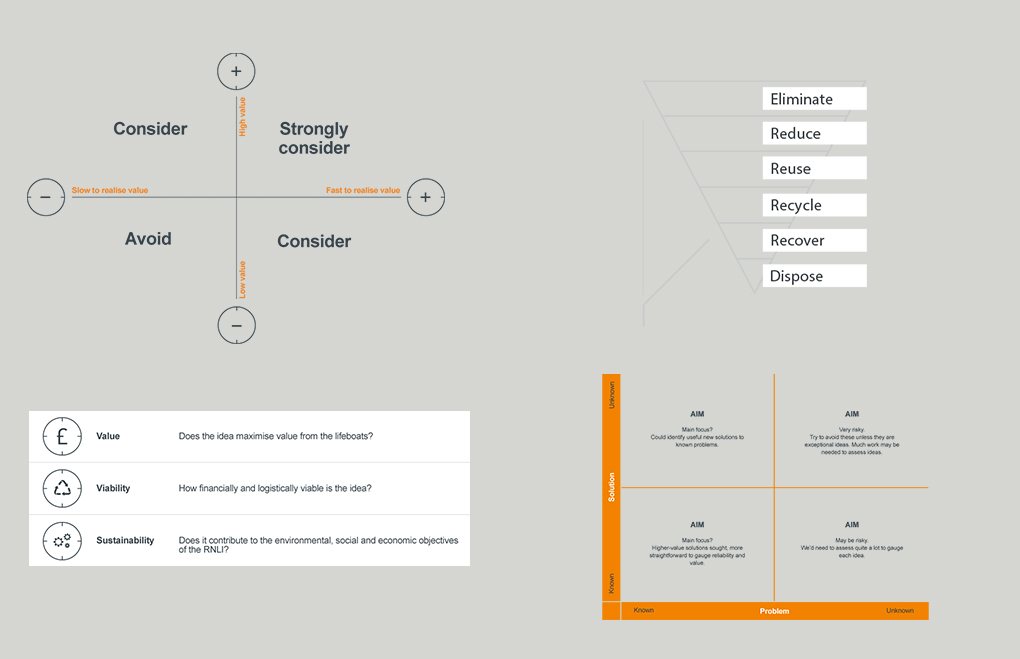 +
High value
Consider
Strongly
consider
−
Slow to realise value
Fast to realise value
+
Avoid
Consider
Low value
−
Eliminate
Reduce
Reuse
Recycle
Recover
Dispose
£
Value
Does the idea maximise value from the lifeboats?
Viability
How financially and logistically viable is the idea?
Sustainability
Does it contribute to the environmental, social and economic objectives
of the RNLI?
Unknown
Solution
Known
AIM
Main focus?
Could identify useful new solutions to
known problems.
AIM
Very risky.
Try to avoid these unless they are
exceptional ideas. Much work may be
needed to assess ideas.
AIM
Main focus?
Higher-value solutions sought, more
straightforward to gauge reliability and
value.
AIM
May be risky.
We'd need to assess quite a lot to gauge
each idea.
Known
Problem
Unknown